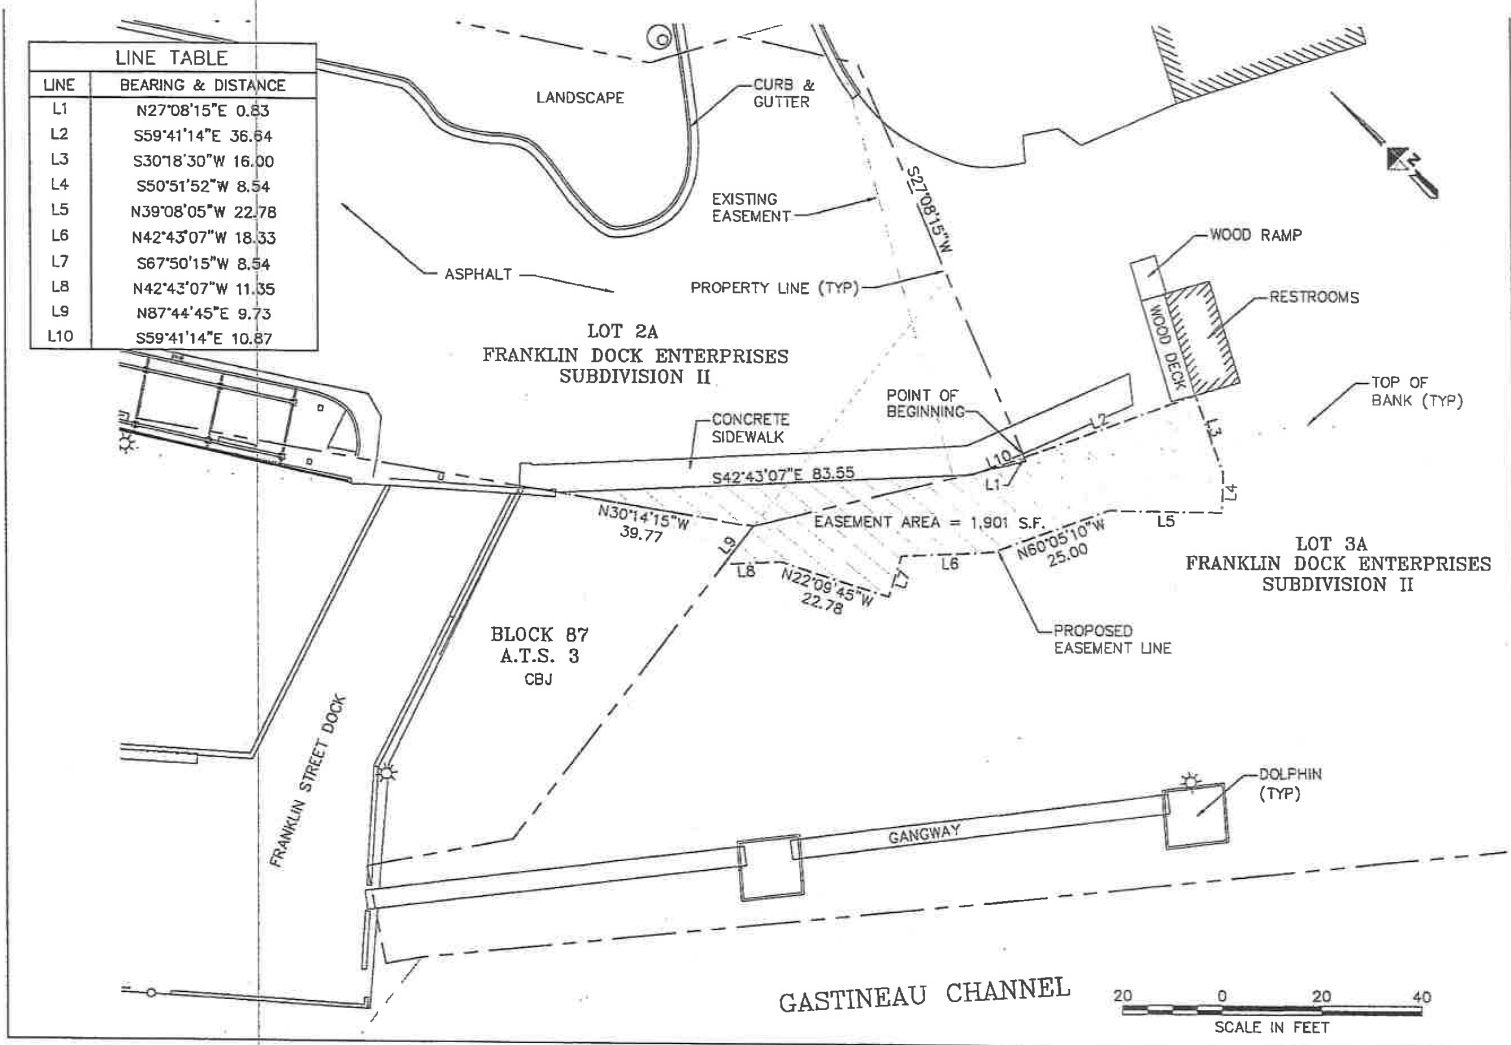 LINE TABLE
LINE BEARING & DISTANCE
L1 N27°08'15"E 0.83
L2 S59°41'14"E 36.64
L3 S30°18'30"W 16.00
L4 S50°51'52"W 8.54
L5 N39°08'05"W 22.78
L6 N42°43'07"W 18.33
L7 S67°50'15"W 8.54
L8 N42°43'07"W 11.35
L9 N87°44'45"E 9.73
L10 S59°41'14"E 10.87
LANDSCAPE
CURB &
GUTTER
N
EXISTING
EASEMENT
S27°08'15"W
WOOD RAMP
ASPHALT
PROPERTY LINE (TYP)
RESTROOMS
WOOD DECK
LOT 2A
FRANKLIN DOCK ENTERPRISES
SUBDIVISION II
POINT OF
BEGINNING
TOP OF
BANK (TYP)
CONCRETE
SIDEWALK
L2
L3
L10
S42°43'07"E 83.55
L1
L4
N30°14'15"W
39.77
EASEMENT AREA = 1,901 S.F.
L5
L9
N60°05'10"W
25.00
LOT 3A
FRANKLIN DOCK ENTERPRISES
SUBDIVISION II
L8
N22°09'45"W
22.78
L7
L6
BLOCK 87
A.T.S. 3
CBJ
PROPOSED
EASEMENT LINE
FRANKLIN STREET DOCK
DOLPHIN
(TYP)
GANGWAY
GASTINEAU CHANNEL
20 0 20 40
SCALE IN FEET